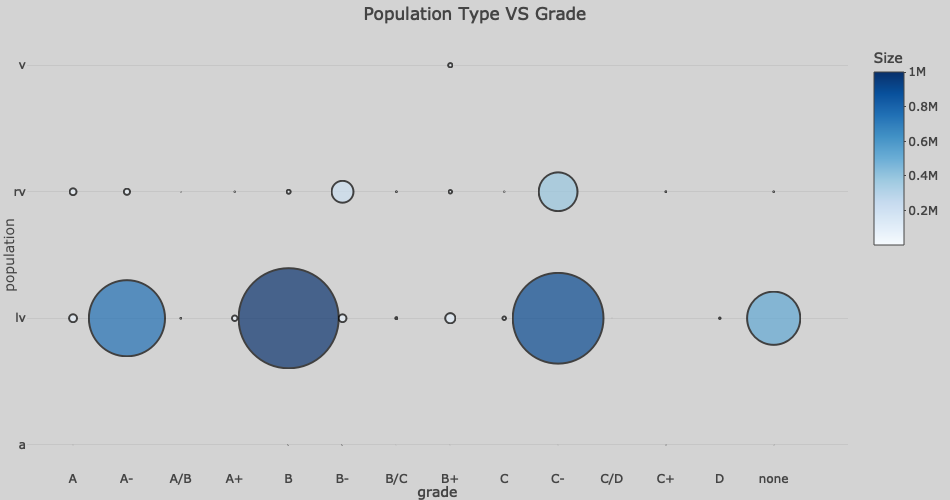 Population Type VS Grade
v
rv
lv
a
population
A
A-
A/B
A+
B
B-
B/C
B+
C
C-
C/D
C+
D
none
grade
Size
1M
0.8M
0.6M
0.4M
0.2M